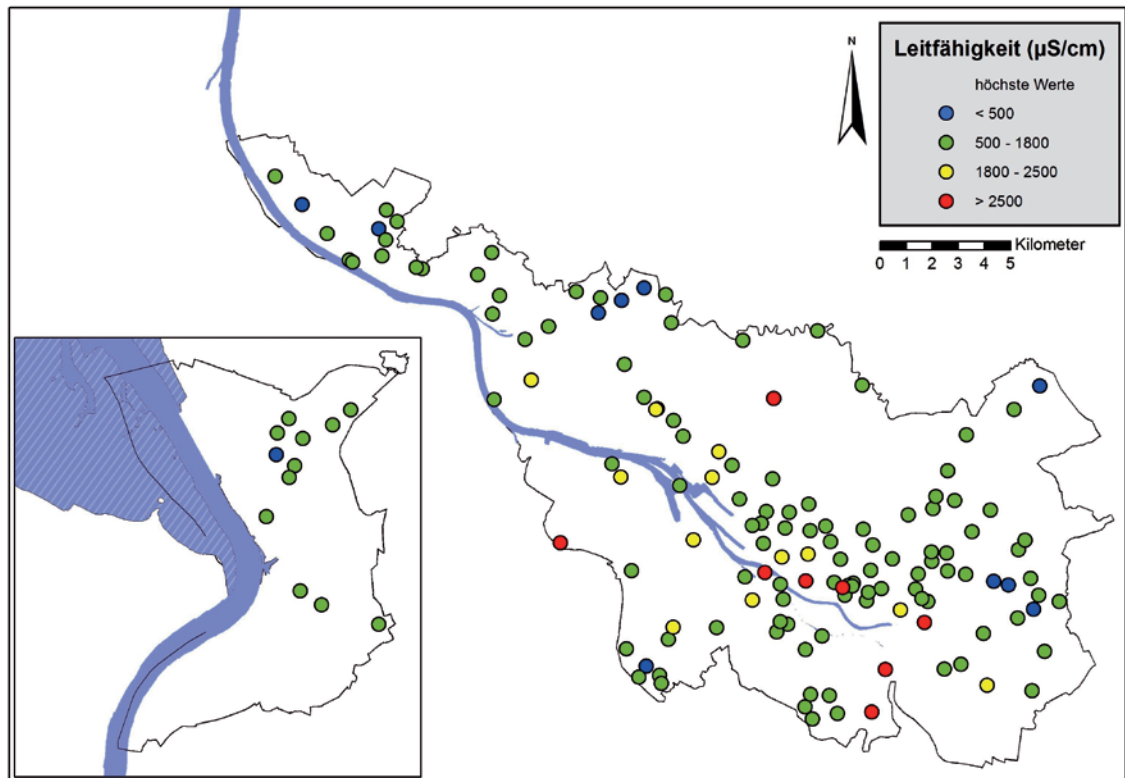 Leitfähigkeit (µS/cm)
höchste Werte
< 500
500 - 1800
1800 - 2500
> 2500
N
Kilometer
0 1 2 3 4 5